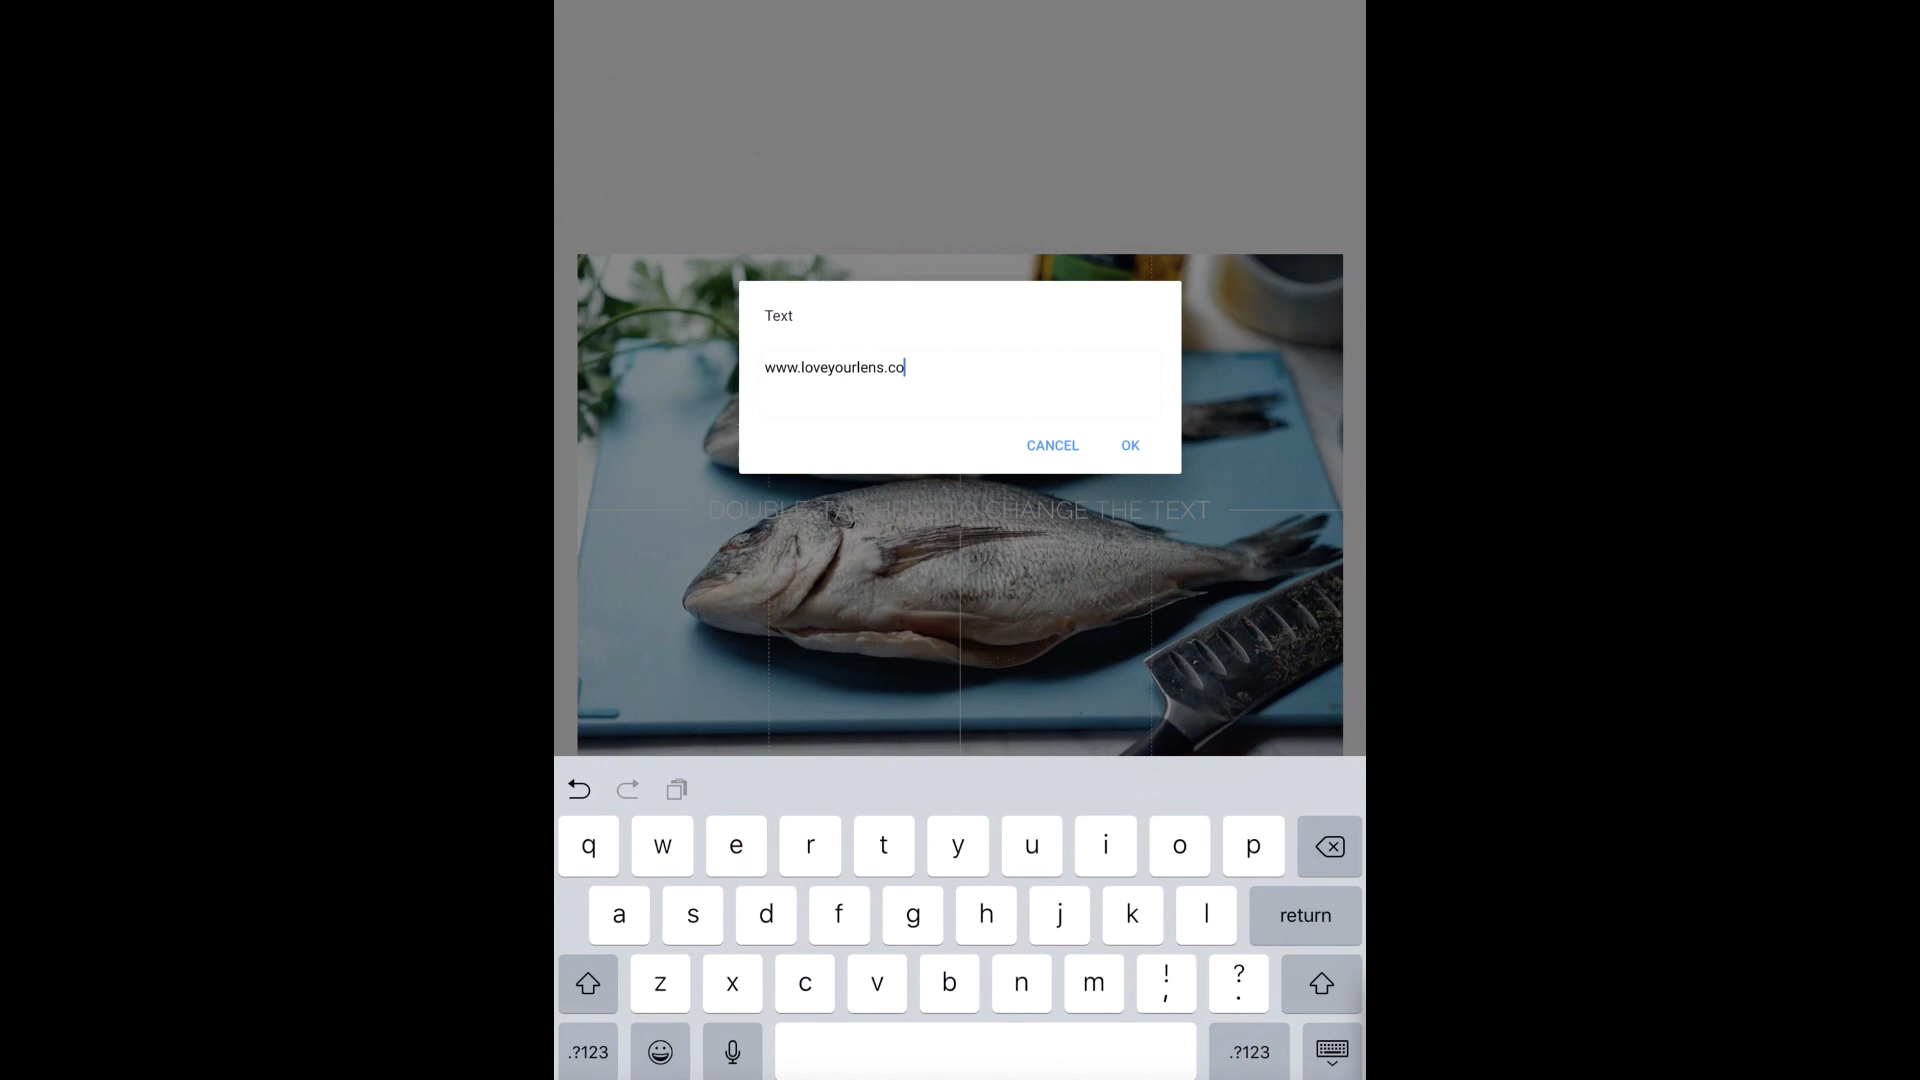 Text
www.loveyourlens.co
CANCEL OK
DOUBLE TAP HERE TO CHANGE THE TEXT
q w e r t y u i o p
a s d f g h j k l return
z x c v b n m ! , ? .
.?123 .?123